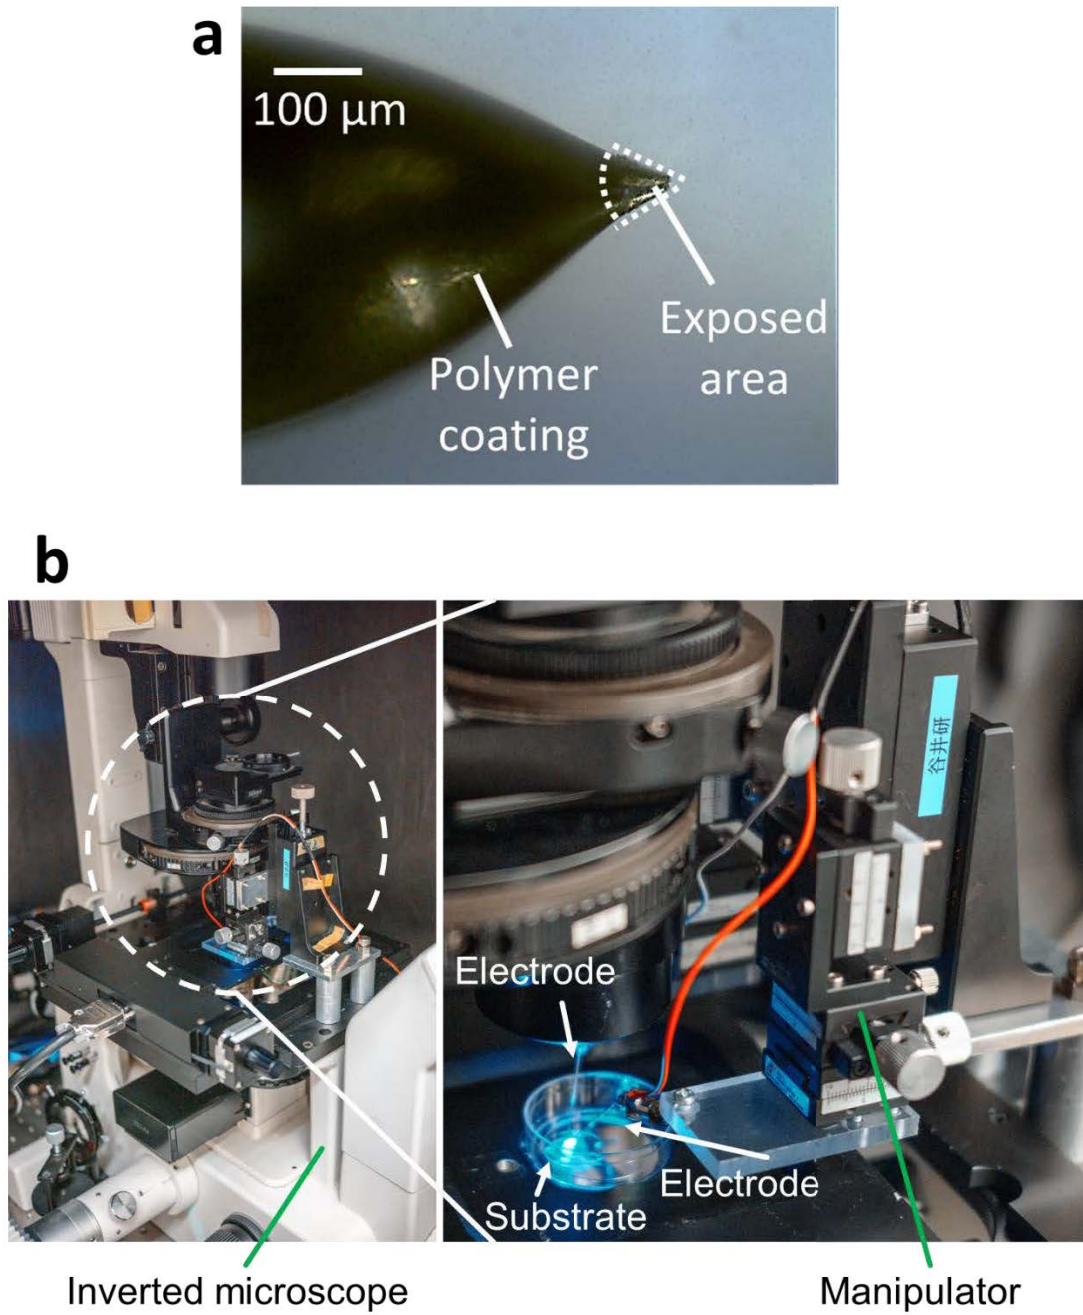 a
100 μm
Exposed
area
Polymer
coating
b
谷井研
Electrode
Electrode
Substrate
Inverted microscope
Manipulator